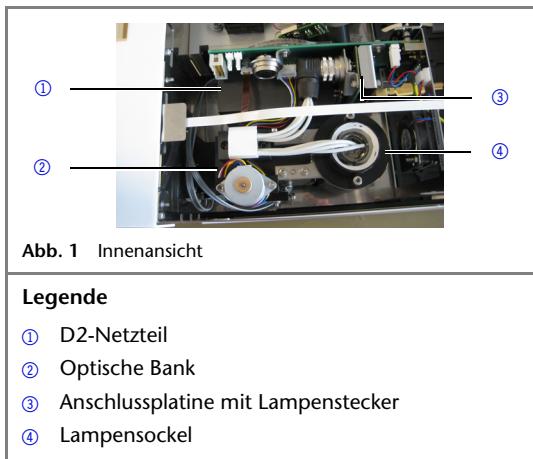 ①
②
③
④
Abb. 1 Innenansicht
Legende
① D2-Netzteil
② Optische Bank
③ Anschlussplatine mit Lampenstecker
④ Lampensockel